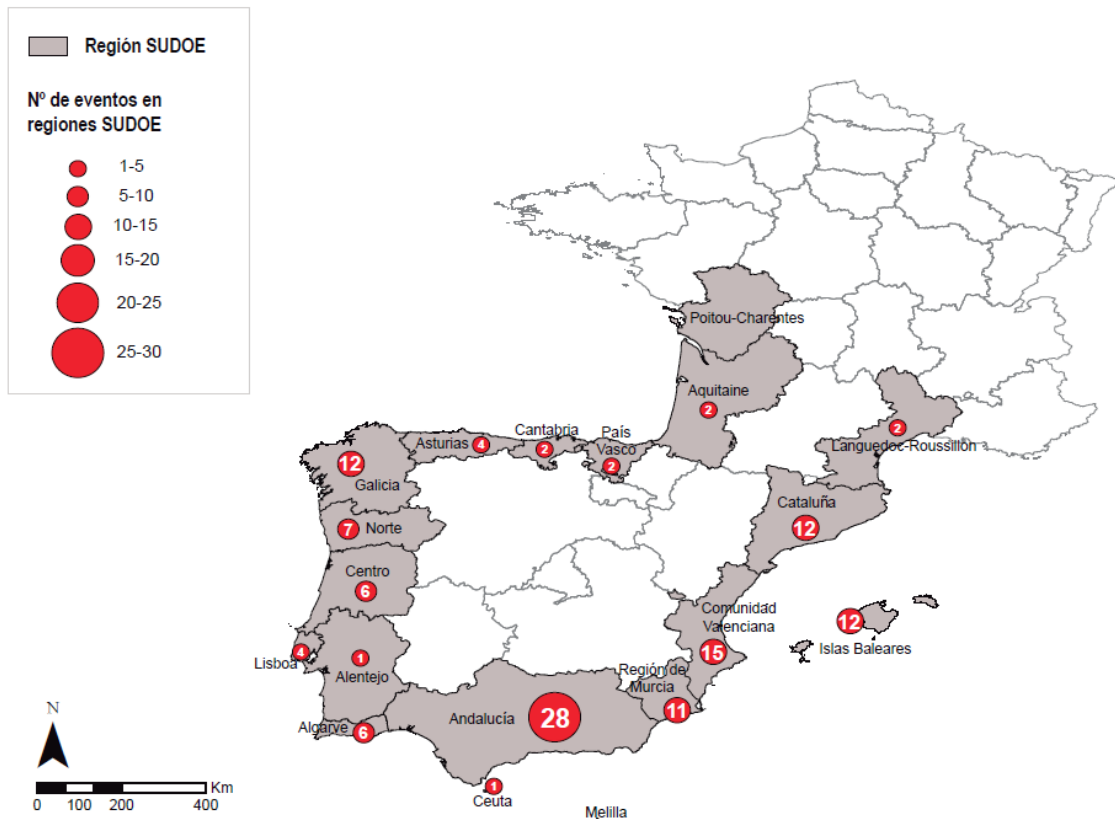 Región SUDOE
Nº de eventos en
regiones SUDOE
1-5
5-10
10-15
15-20
20-25
25-30
Poitou-Charentes
Aquitaine
2
Languedoc-Roussillon
2
Cantabria
2
País
Vasco
2
Asturias
4
12
Galicia
Cataluña
12
7
Norte
Centro
6
Comunidad
Valenciana
15
12
Islas Baleares
Lisboa
4
1
Alentejo
Región de
Murcia
11
Andalucía
28
Algarve
6
1
Ceuta
Melilla
N
Km
0
100
200
400